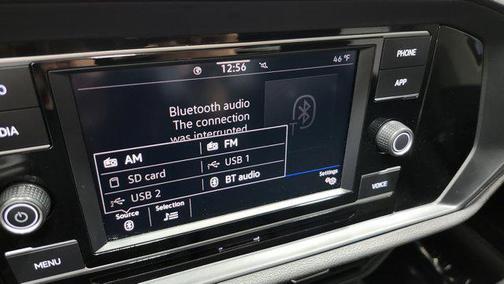 12:56
46 °F
PHONE
APP
VOICE
MENU
Bluetooth audio
The connection
was interrupted
AM
FM
SD card
USB 1
USB 2
BT audio
Source
Selection
Settings